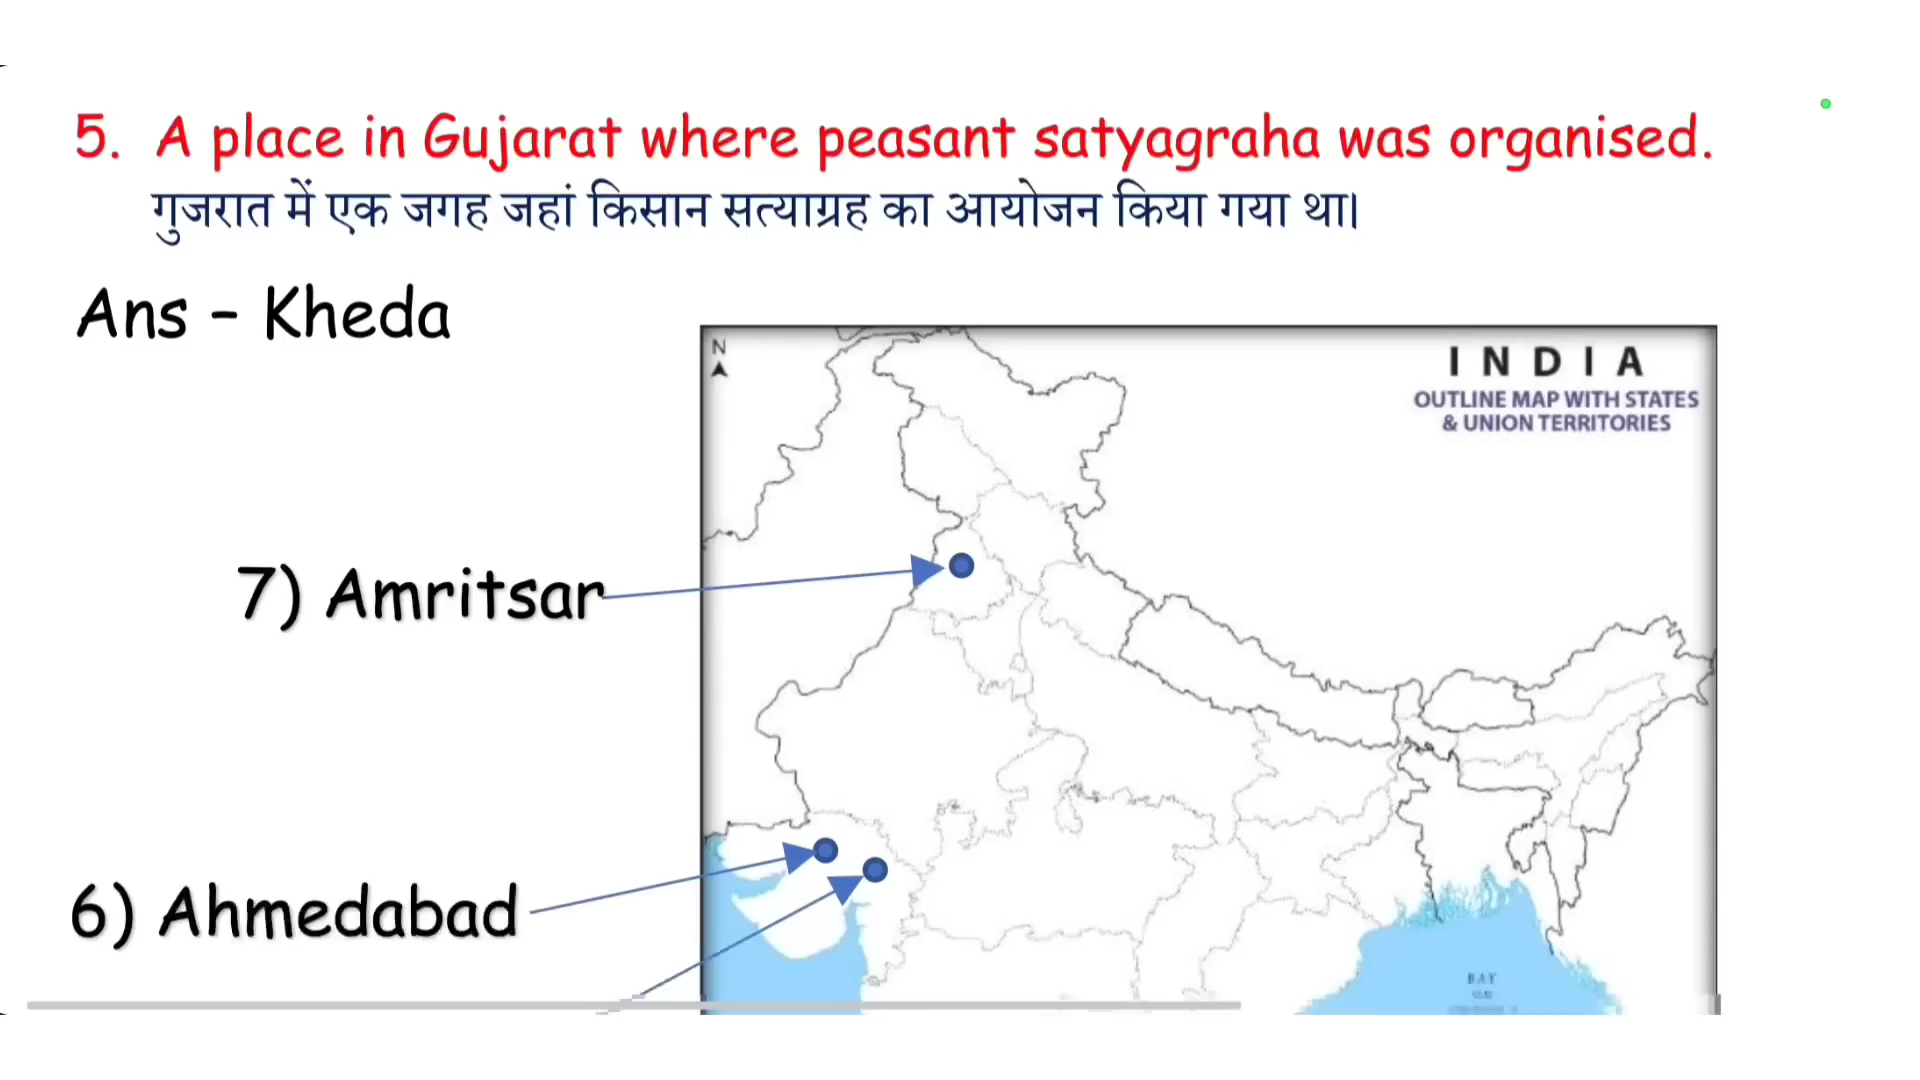 5. A place in Gujarat where peasant satyagraha was organised.
गुजरात में एक जगह जहां किसान सत्याग्रह का आयोजन किया गया था।
Ans – Kheda
N
INDIA
OUTLINE MAP WITH STATES
& UNION TERRITORIES
7) Amritsar
6) Ahmedabad
BAY